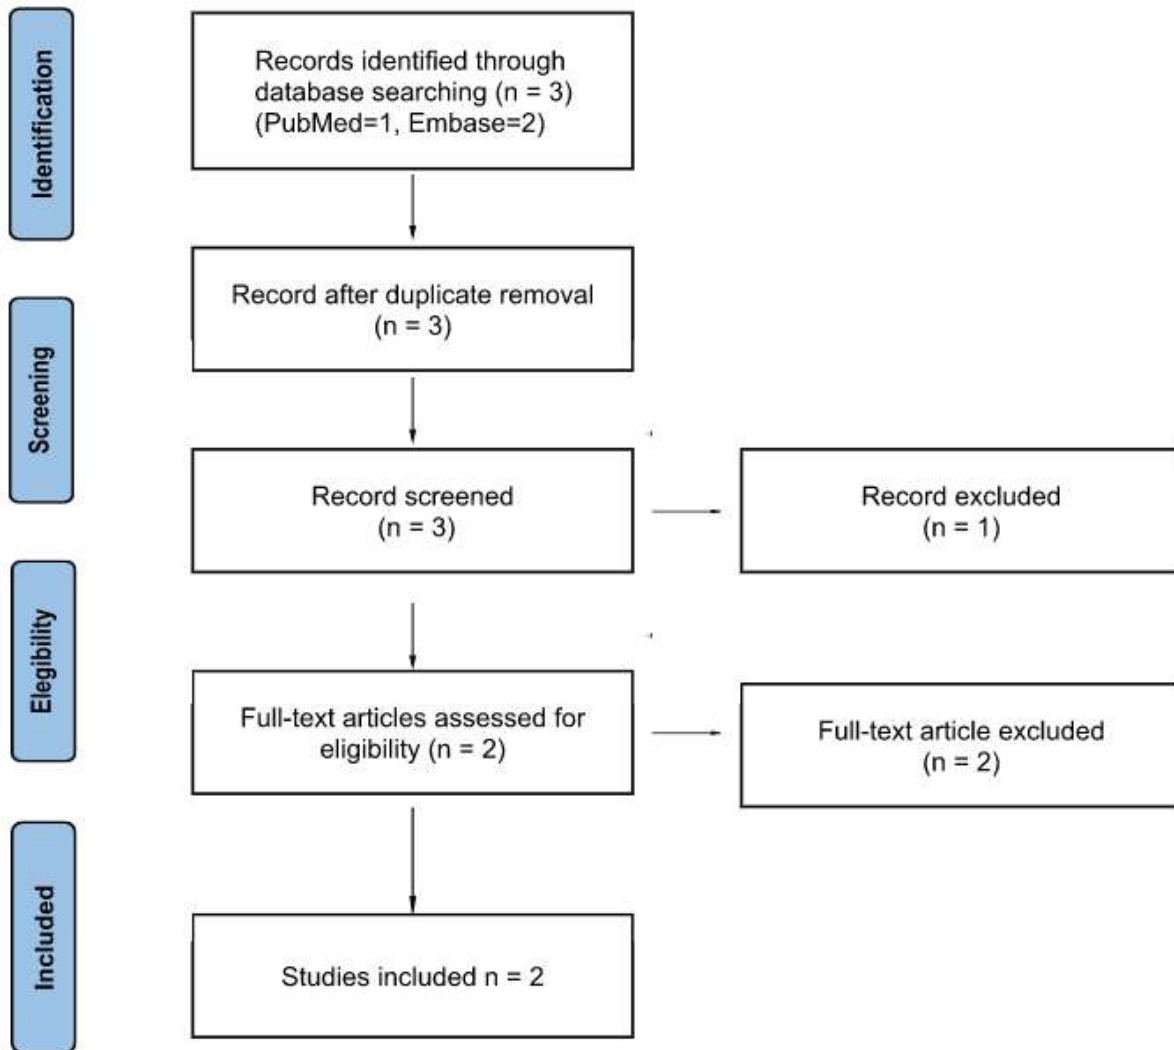 Identification
Records identified through
database searching (n = 3)
(PubMed=1, Embase=2)
Record after duplicate removal
(n = 3)
Screening
Record screened
(n = 3)
Record excluded
(n = 1)
Elegibility
Full-text articles assessed for
eligibility (n = 2)
Full-text article excluded
(n = 2)
Included
Studies included n = 2